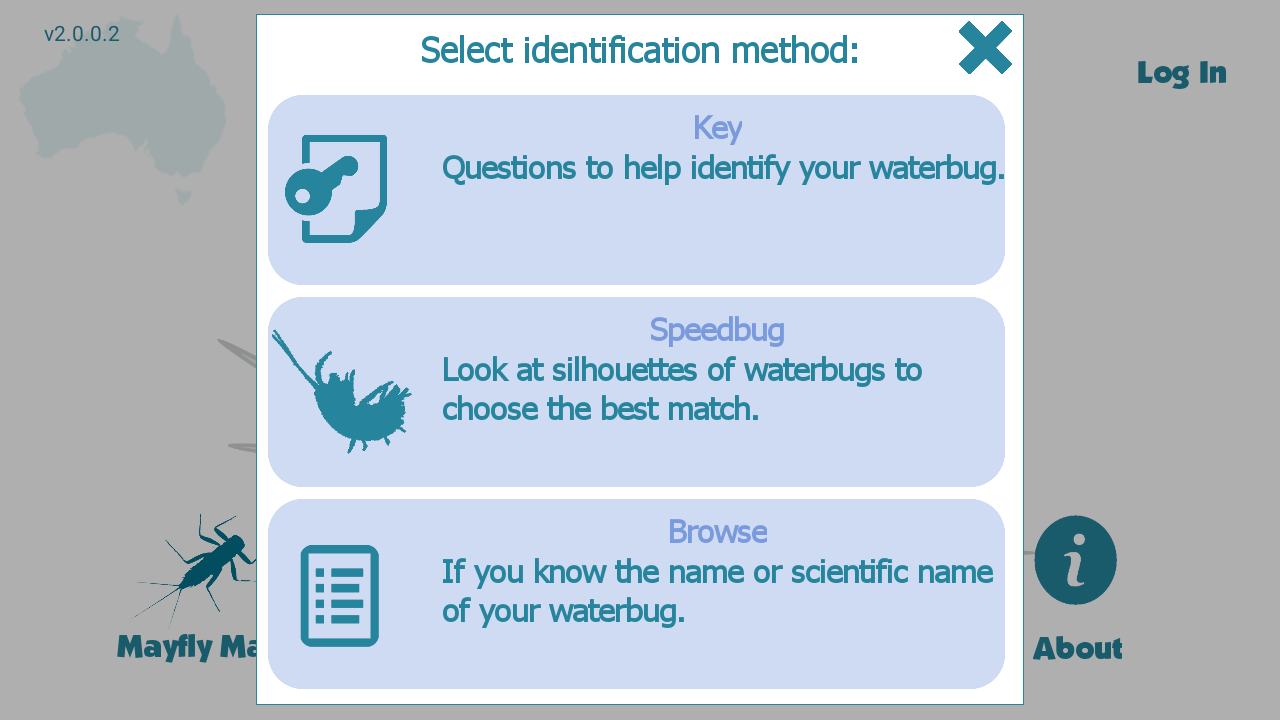 v2.0.0.2
Select identification method:
Log In
Key
Questions to help identify your waterbug.
Speedbug
Look at silhouettes of waterbugs to
choose the best match.
Browse
If you know the name or scientific name
of your waterbug.
Mayfly Ma
About